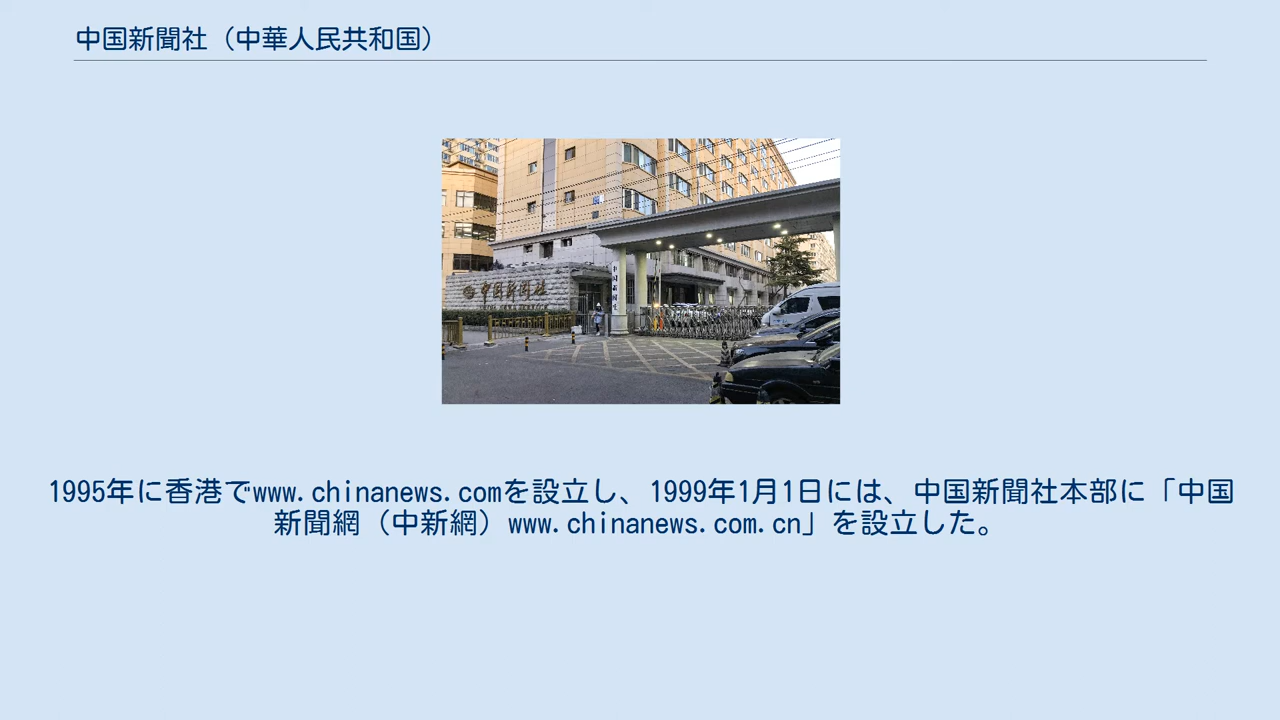 中国新聞社（中華人民共和国）
中国新闻社
1995年に香港でwww.chinanews.comを設立し、1999年1月1日には、中国新聞社本部に「中国
新聞網（中新網）www.chinanews.com.cn」を設立した。